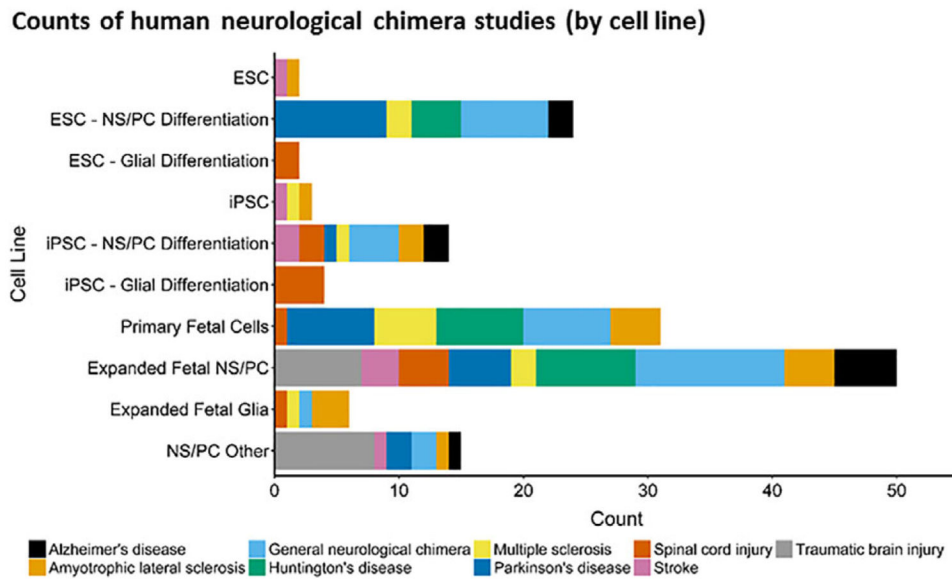 Counts of human neurological chimera studies (by cell line)
ESC
ESC - NS/PC Differentiation
ESC - Glial Differentiation
iPSC
iPSC - NS/PC Differentiation
iPSC - Glial Differentiation
Primary Fetal Cells
Expanded Fetal NS/PC
Expanded Fetal Glia
NS/PC Other
Cell Line
0 10 20 30 40 50
Count
Alzheimer's disease General neurological chimera Multiple sclerosis Spinal cord injury Traumatic brain injury
Amyotrophic lateral sclerosis Huntington's disease Parkinson's disease Stroke